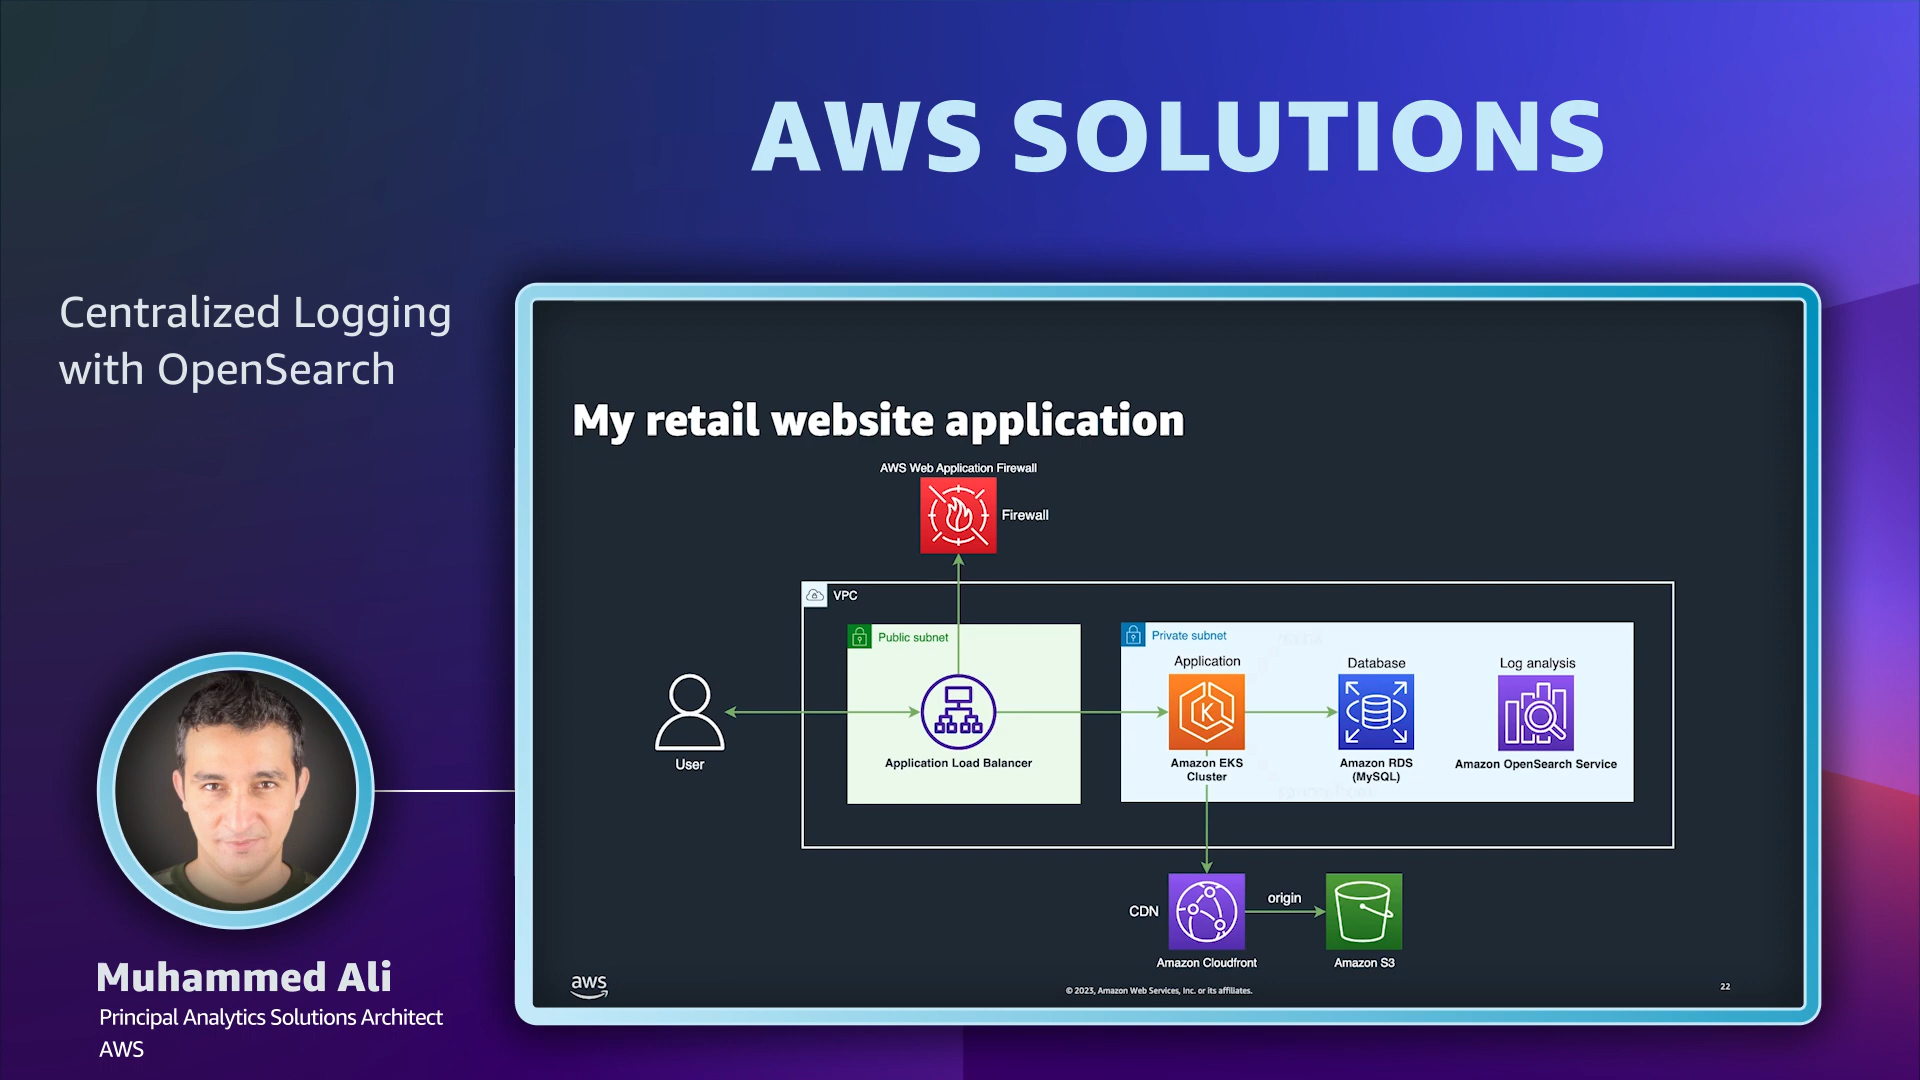 AWS SOLUTIONS
Centralized Logging
with OpenSearch
My retail website application
AWS Web Application Firewall
Firewall
VPC
Public subnet
Private subnet
Application
Database
Log analysis
K
User
Application Load Balancer
Amazon EKS
Cluster
Amazon RDS
(MySQL)
Amazon OpenSearch Service
CDN
origin
Amazon Cloudfront
Amazon S3
aws
© 2023, Amazon Web Services, Inc. or its affiliates.
22
Muhammed Ali
Principal Analytics Solutions Architect
AWS